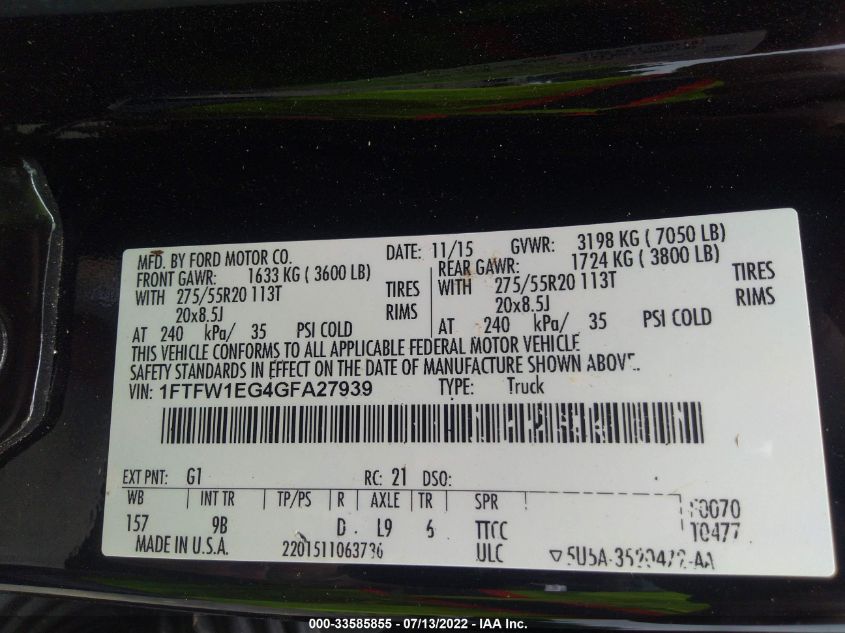 MFD. BY FORD MOTOR CO. DATE: 11/15 GVWR: 3198 KG ( 7050 LB)
FRONT GAWR: 1633 KG ( 3600 LB) REAR GAWR: 1724 KG ( 3800 LB)
WITH 275/55R20 113T TIRES WITH 275/55R20 113T TIRES
20x8.5J RIMS 20x8.5J RIMS
AT 240 kPa/ 35 PSI COLD AT 240 kPa/ 35 PSI COLD
THIS VEHICLE CONFORMS TO ALL APPLICABLE FEDERAL MOTOR VEHICLE
SAFETY STANDARDS IN EFFECT ON THE DATE OF MANUFACTURE SHOWN ABOVE.
VIN: 1FTFW1EG4GFA27939 TYPE: Truck
EXT PNT: G1 RC: 21 DSO:
WB INT TR TP/PS R AXLE TR SPR
157 9B D L9 6 TTCC 10477
MADE IN U.S.A. 2201511063736 ULC
000-33585855 - 07/13/2022 - IAA Inc.